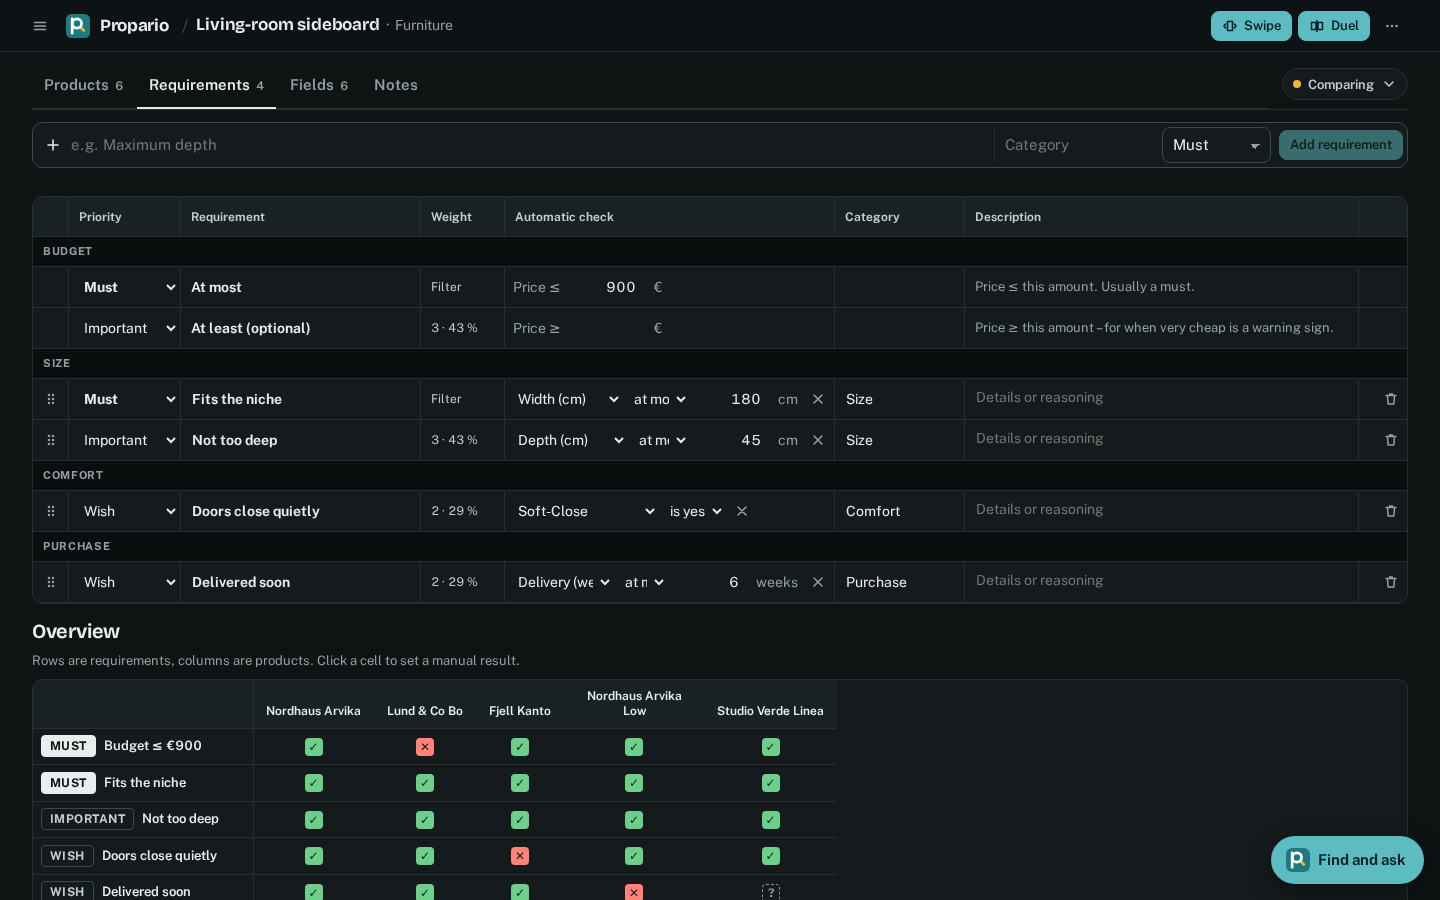 Propario / Living-room sideboard · Furniture
Swipe
Duel
Products 6
Requirements 4
Fields 6
Notes
Comparing
e.g. Maximum depth
Category
Must
Add requirement
Priority Requirement Weight Automatic check Category Description
BUDGET
Must At most Filter Price ≤ 900 € Price ≤ this amount. Usually a must.
Important At least (optional) 3 · 43 % Price ≥ € Price ≥ this amount – for when very cheap is a warning sign.
SIZE
Must Fits the niche Filter Width (cm) at mo 180 cm Size Details or reasoning
Important Not too deep 3 · 43 % Depth (cm) at m 45 cm Size Details or reasoning
COMFORT
Wish Doors close quietly 2 · 29 % Soft-Close is yes Comfort Details or reasoning
PURCHASE
Wish Delivered soon 2 · 29 % Delivery (we at 6 weeks Purchase Details or reasoning
Overview
Rows are requirements, columns are products. Click a cell to set a manual result.
Nordhaus Arvika Lund & Co Bo Fjell Kanto Nordhaus Arvika Low Studio Verde Linea
MUST Budget ≤ €900 ✓ ✕ ✓ ✓ ✓
MUST Fits the niche ✓ ✓ ✓ ✓ ✓
IMPORTANT Not too deep ✓ ✓ ✓ ✓ ✓
WISH Doors close quietly ✓ ✓ ✕ ✓ ✓
WISH Delivered soon ✓ ✓ ✓ ✕ ?
Find and ask